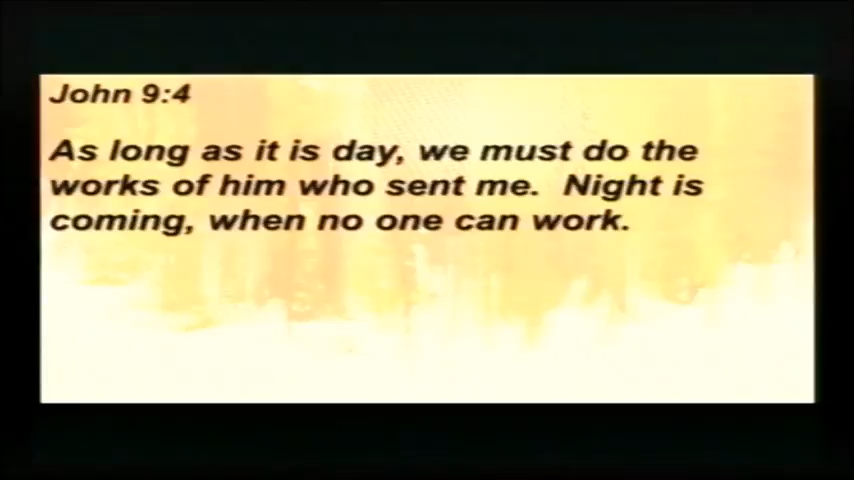 John 9:4
As long as it is day, we must do the
works of him who sent me.  Night is
coming, when no one can work.